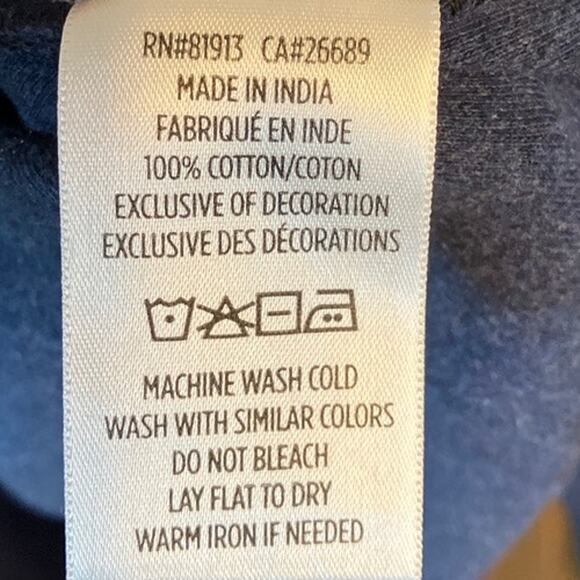 RN#81913 CA#26689
MADE IN INDIA
FABRIQUÉ EN INDE
100% COTTON/COTON
EXCLUSIVE OF DECORATION
EXCLUSIVE DES DÉCORATIONS
MACHINE WASH COLD
WASH WITH SIMILAR COLORS
DO NOT BLEACH
LAY FLAT TO DRY
WARM IRON IF NEEDED